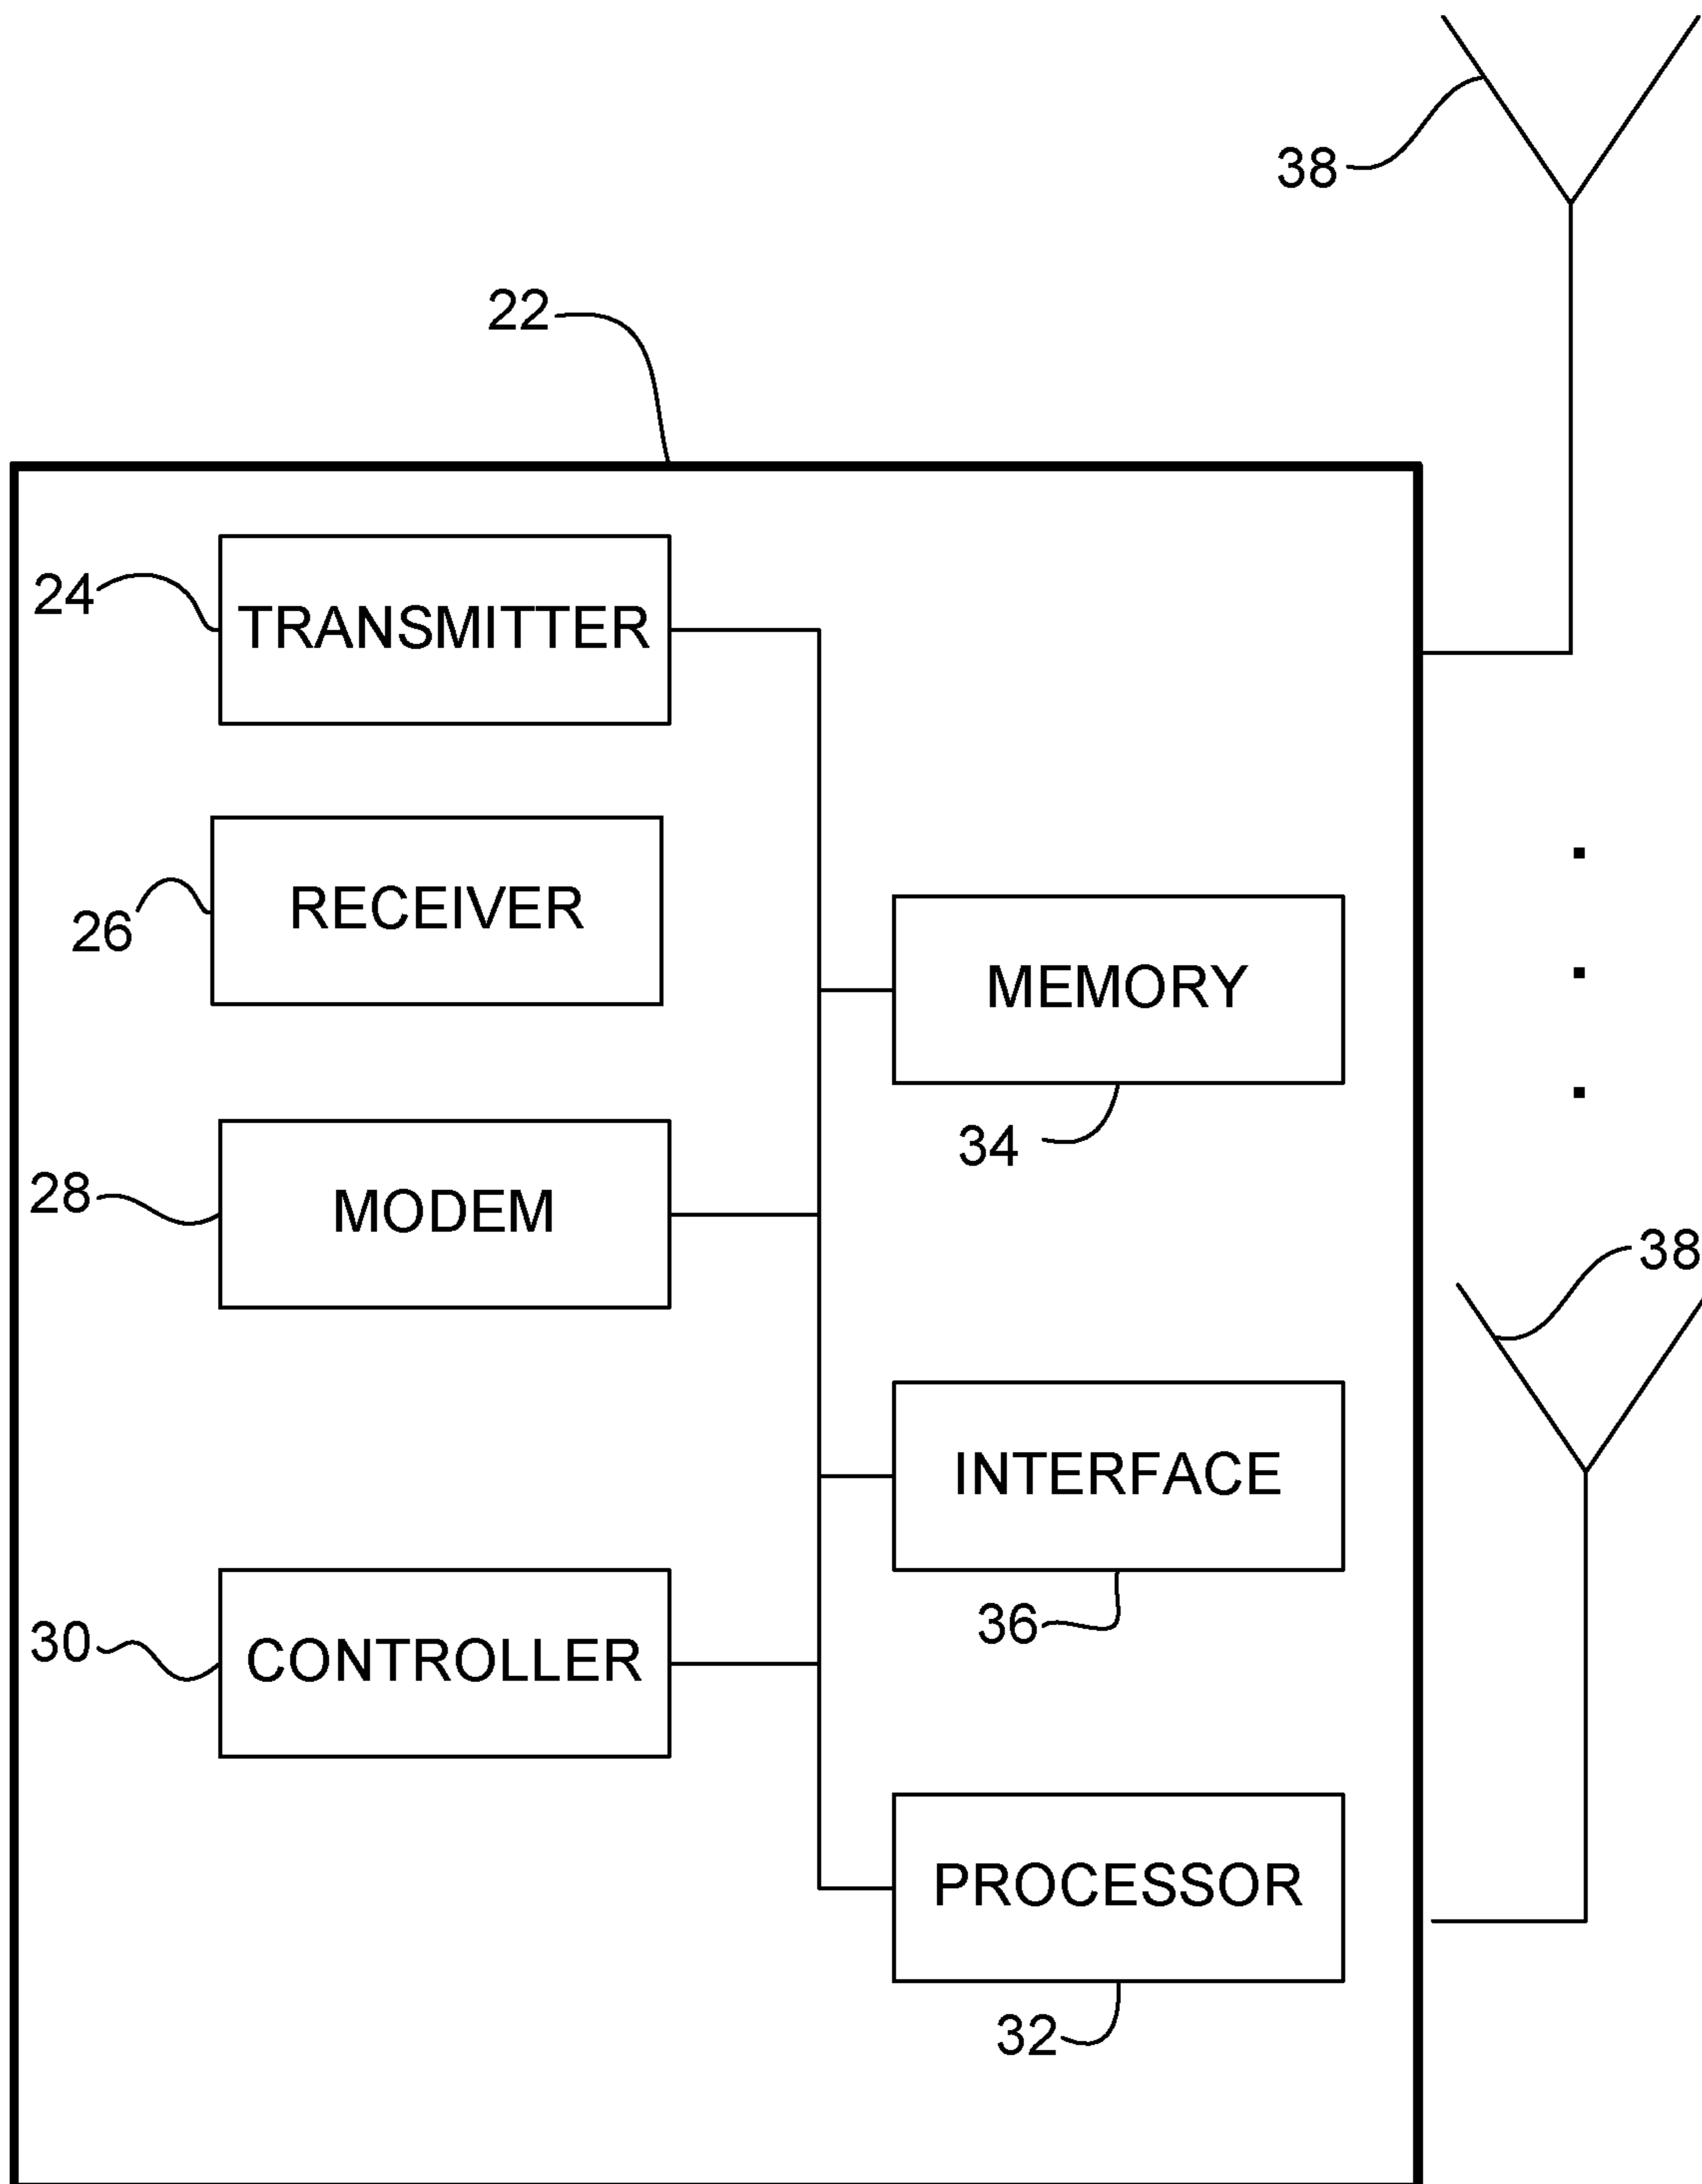 38
22
24
TRANSMITTER
26
RECEIVER
MEMORY
34
28
MODEM
38
INTERFACE
36
30
CONTROLLER
PROCESSOR
32